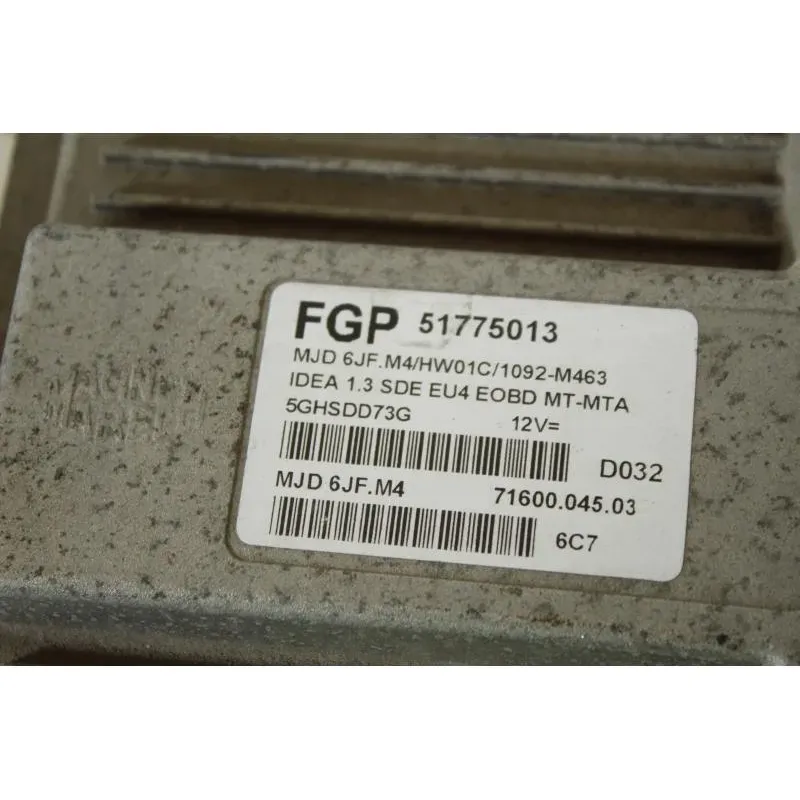 FGP 51775013
MJD 6JF.M4/HW01C/1092-M463
IDEA 1.3 SDE EU4 EOBD MT-MTA
5GHSDD73G 12V=
D032
MJD 6JF.M4 71600.045.03
6C7